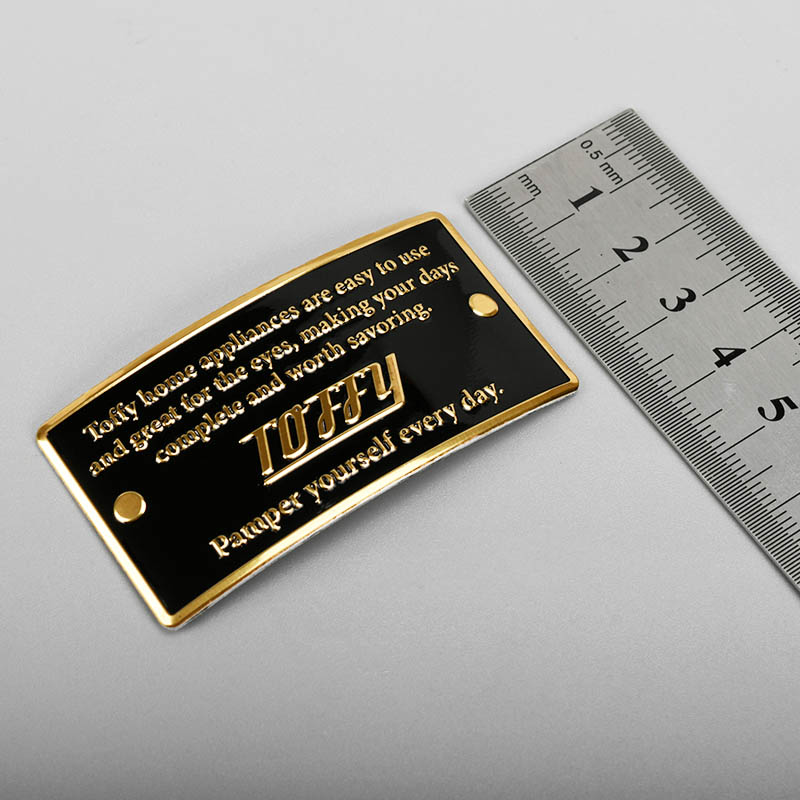 Toffy home appliances are easy to use
and great for the eyes, making your days
complete and worth savoring.
TOFFY
Pamper yourself every day.
0.5 mm
mm
1
2
3
4
5